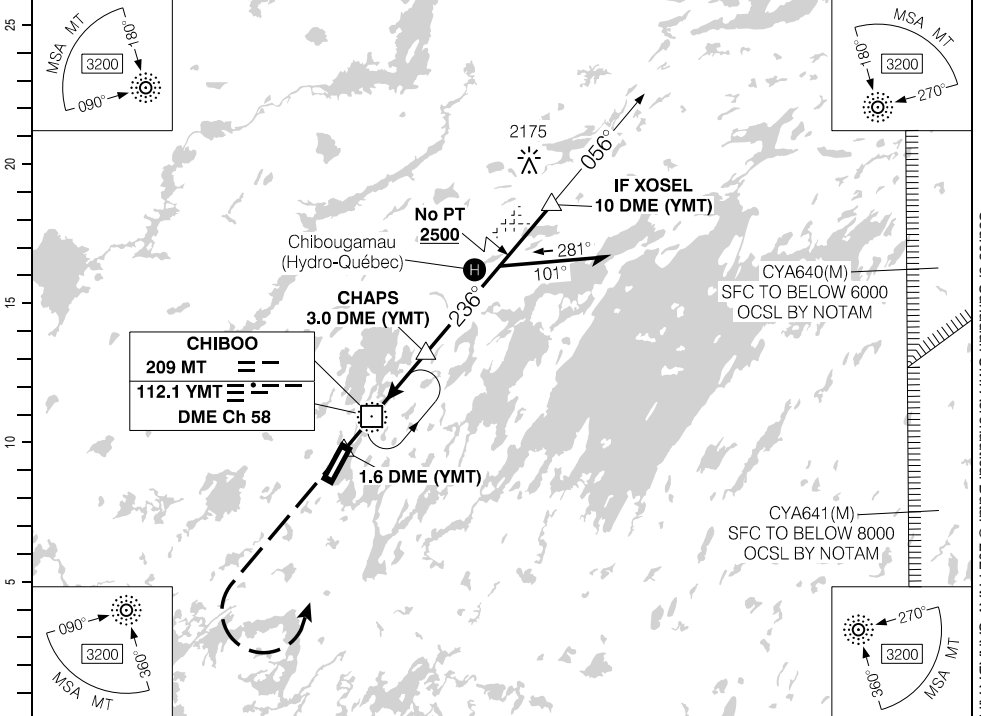 25
20
15
10
5
MSA MT
180°
3200
090°
MSA MT
180°
3200
270°
2175
056°
IF XOSEL
10 DME (YMT)
No PT
2500
281°
101°
Chibougamau
(Hydro-Québec)
H
CYA640(M)
SFC TO BELOW 6000
OCSL BY NOTAM
CHAPS
3.0 DME (YMT)
236°
CHIBOO
209 MT
112.1 YMT
DME Ch 58
1.6 DME (YMT)
CYA641(M)
SFC TO BELOW 8000
OCSL BY NOTAM
090°
3200
360°
MSA MT
270°
3200
360°
MSA MT